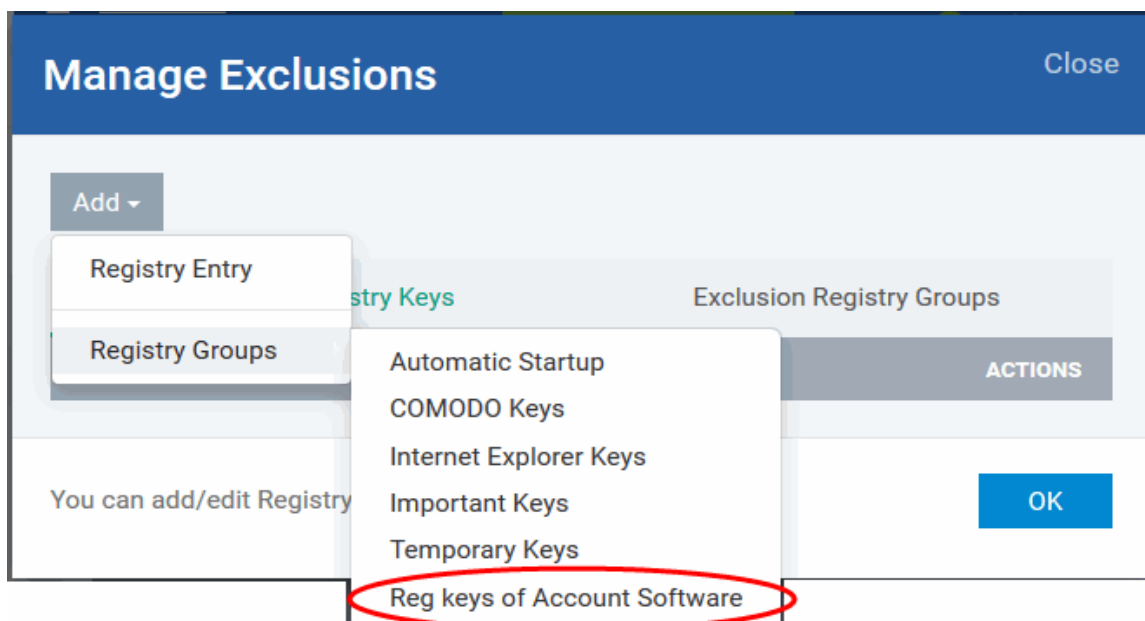 Manage Exclusions
Close
Add
Registry Entry
stry Keys
Exclusion Registry Groups
Registry Groups
ACTIONS
Automatic Startup
COMODO Keys
Internet Explorer Keys
You can add/edit Registry
Important Keys
OK
Temporary Keys
Reg keys of Account Software